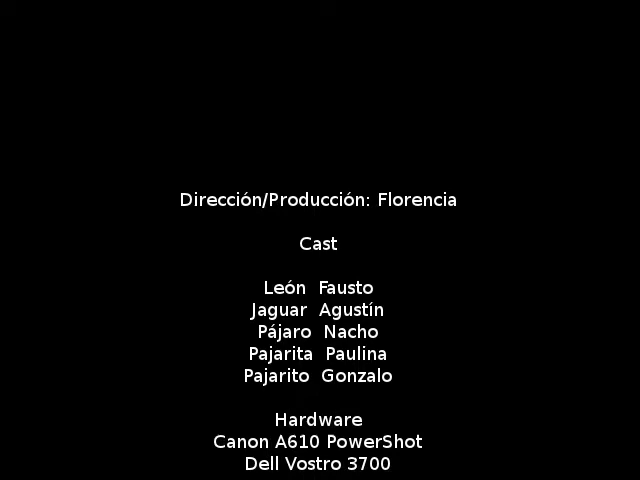 Dirección/Producción: Florencia
Cast
León Fausto
Jaguar Agustín
Pájaro Nacho
Pajarita Paulina
Pajarito Gonzalo
Hardware
Canon A610 PowerShot
Dell Vostro 3700